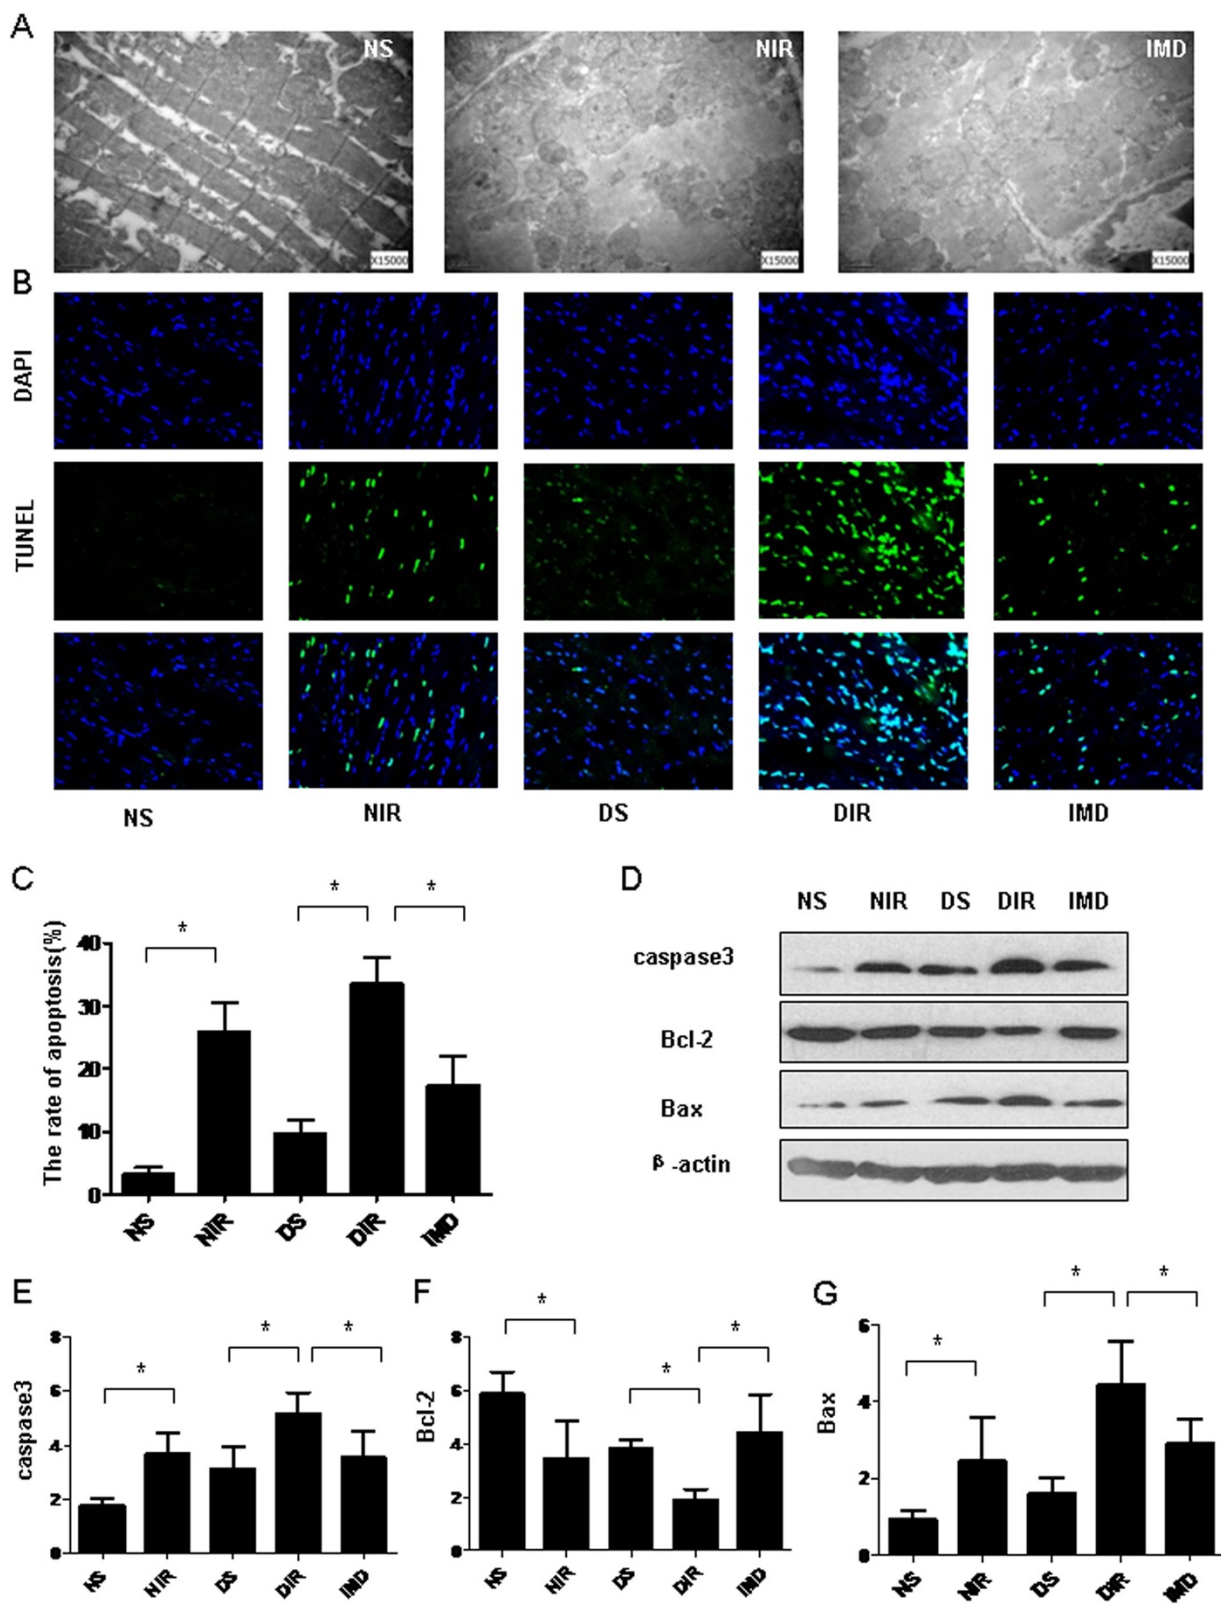 A
NS
NIR
IMD
X15000
X15000
X15000
B
DAPI
TUNEL
NS
NIR
DS
DIR
IMD
C
*
*
*
The rate of apoptosis(%)
40
30
20
10
0
NS
NIR
DS
DIR
IMD
D
NS NIR DS DIR IMD
caspase3
Bcl-2
Bax
β-actin
E
*
*
*
caspase3
8
6
4
2
0
NS
NIR
DS
DIR
IMD
F
*
*
*
Bcl-2
8
6
4
2
0
NS
NIR
DS
DIR
IMD
G
*
*
*
Bax
6
4
2
0
NS
NIR
DS
DIR
IMD